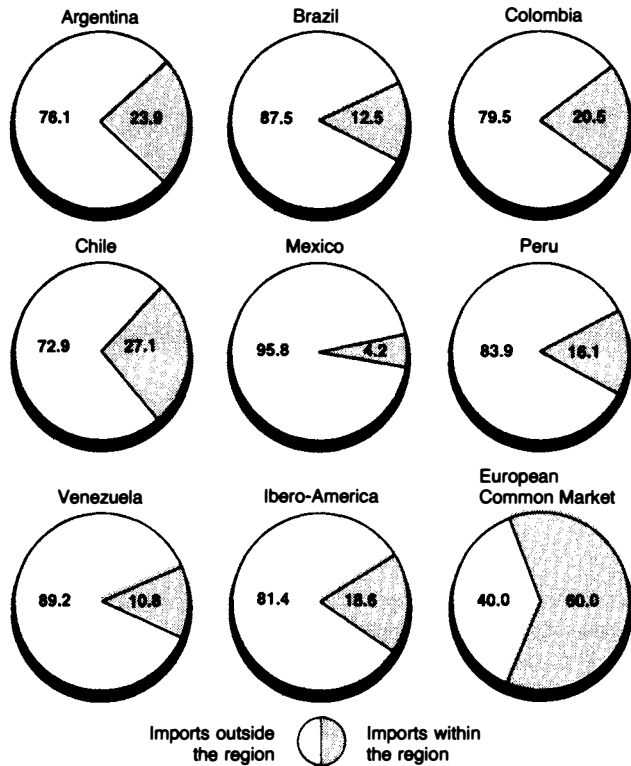 Argentina
Brazil
Colombia
76.1
23.9
87.5
12.5
79.5
20.5
Chile
Mexico
Peru
72.9
27.1
95.8
4.2
83.9
16.1
Venezuela
Ibero-America
European
Common Market
89.2
10.8
81.4
18.6
40.0
60.0
Imports outside
the region
Imports within
the region